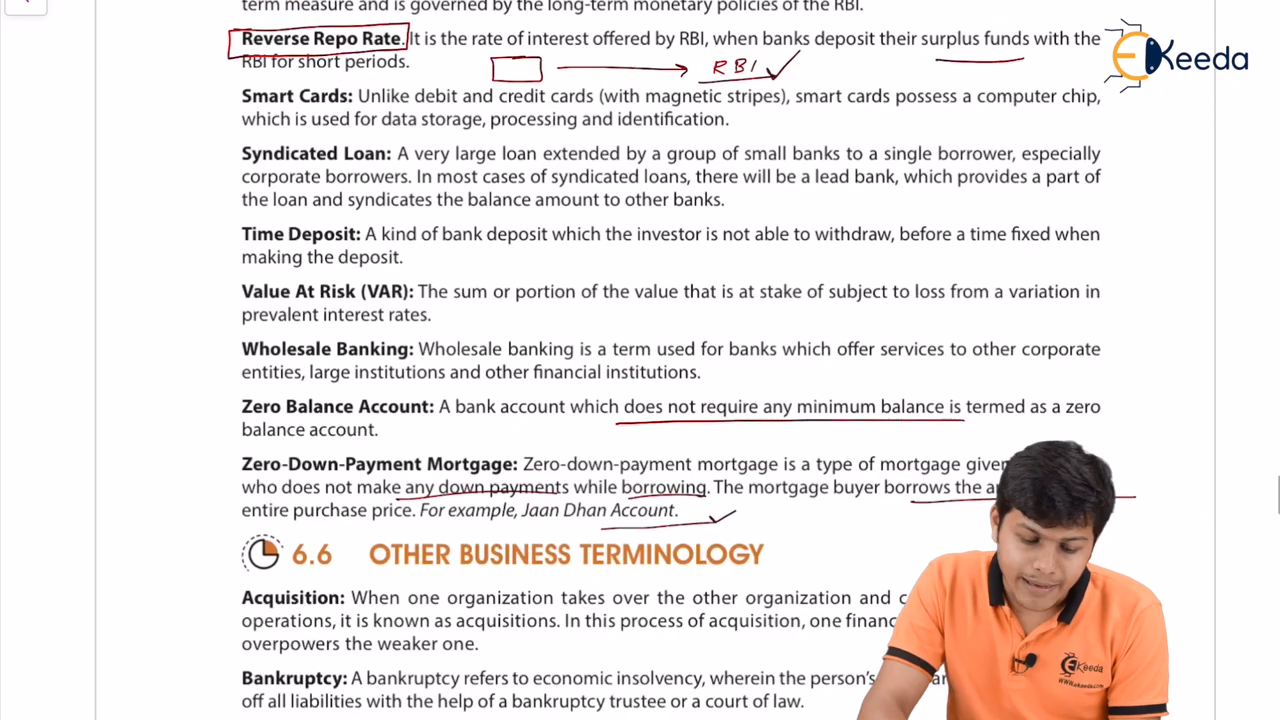 term measure and is governed by the long-term monetary policies of the RBI.
Reverse Repo Rate. It is the rate of interest offered by RBI, when banks deposit their surplus funds with the
RBI for short periods.
RBI
Keeda
Smart Cards: Unlike debit and credit cards (with magnetic stripes), smart cards possess a computer chip,
which is used for data storage, processing and identification.
Syndicated Loan: A very large loan extended by a group of small banks to a single borrower, especially
corporate borrowers. In most cases of syndicated loans, there will be a lead bank, which provides a part of
the loan and syndicates the balance amount to other banks.
Time Deposit: A kind of bank deposit which the investor is not able to withdraw, before a time fixed when
making the deposit.
Value At Risk (VAR): The sum or portion of the value that is at stake of subject to loss from a variation in
prevalent interest rates.
Wholesale Banking: Wholesale banking is a term used for banks which offer services to other corporate
entities, large institutions and other financial institutions.
Zero Balance Account: A bank account which does not require any minimum balance is termed as a zero
balance account.
Zero-Down-Payment Mortgage: Zero-down-payment mortgage is a type of mortgage
who does not make any down payments while borrowing. The mortgage buyer borrows the
entire purchase price. For example, Jaan Dhan Account.
6.6 OTHER BUSINESS TERMINOLOGY
Acquisition: When one organization takes over the other organization and
operations, it is known as acquisitions. In this process of acquisition, one
overpowers the weaker one.
Bankruptcy: A bankruptcy refers to economic insolvency, wherein the person's
off all liabilities with the help of a bankruptcy trustee or a court of law.
Keeda
www.ekeeda.com